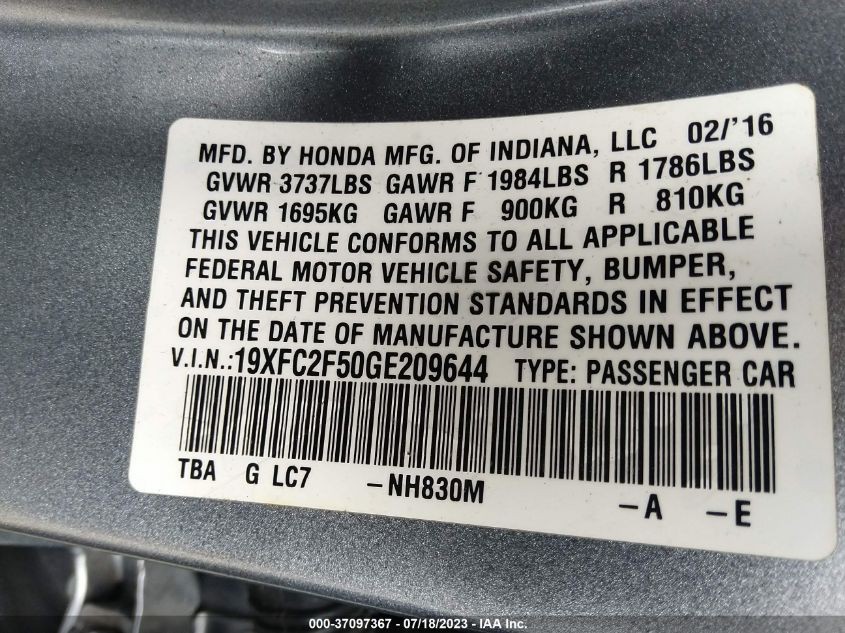 MFD. BY HONDA MFG. OF INDIANA, LLC 02/'16
GVWR 3737LBS GAWR F 1984LBS R 1786LBS
GVWR 1695KG GAWR F 900KG R 810KG
THIS VEHICLE CONFORMS TO ALL APPLICABLE
FEDERAL MOTOR VEHICLE SAFETY, BUMPER,
AND THEFT PREVENTION STANDARDS IN EFFECT
ON THE DATE OF MANUFACTURE SHOWN ABOVE.
V.I.N.:19XFC2F50GE209644 TYPE: PASSENGER CAR
TBA G LC7 -NH830M -A -E
000-37097367 / 07/18/2023 - © IAA Inc.